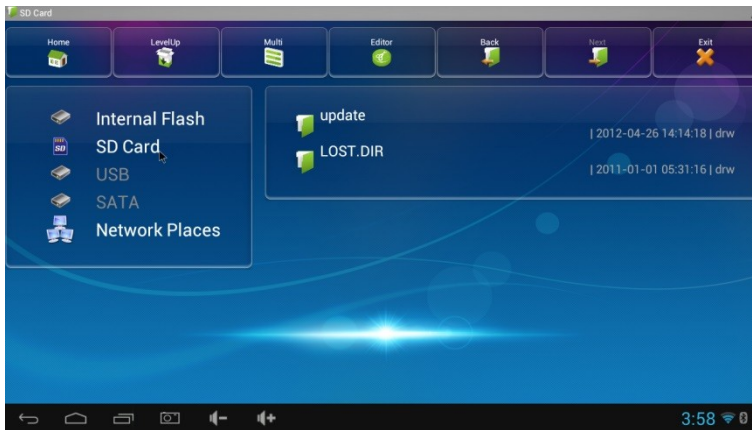 SD Card
Home LevelUp Multi Editor Back Next Exit
Internal Flash
SD Card
USB
SATA
Network Places
update
| 2012-04-26 14:14:18 | drw
LOST.DIR
| 2011-01-01 05:31:16 | drw
3:58